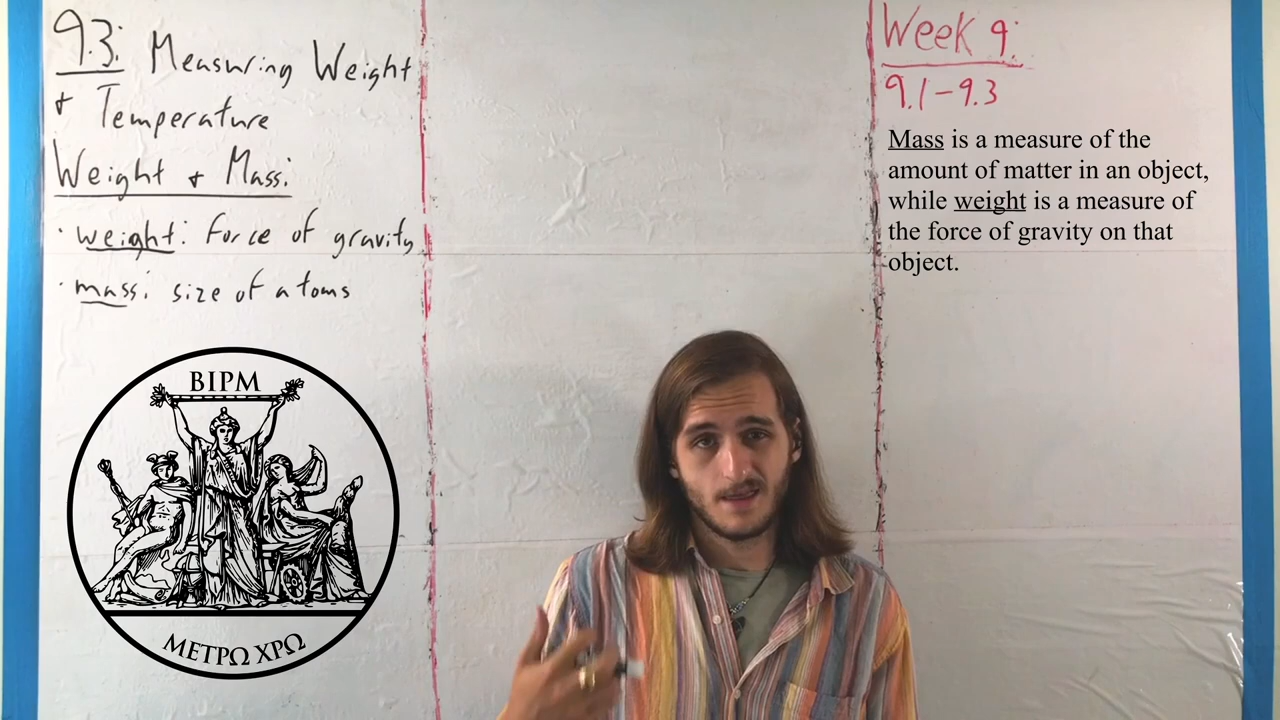 9.3: Measuring Weight
+ Temperature
Weight + Mass:
· weight: force of gravity
· mass: size of atoms
BIPM
ΜΕΤΡΩ ΧΡΩ
Week 9:
9.1-9.3
Mass is a measure of the
amount of matter in an object,
while weight is a measure of
the force of gravity on that
object.